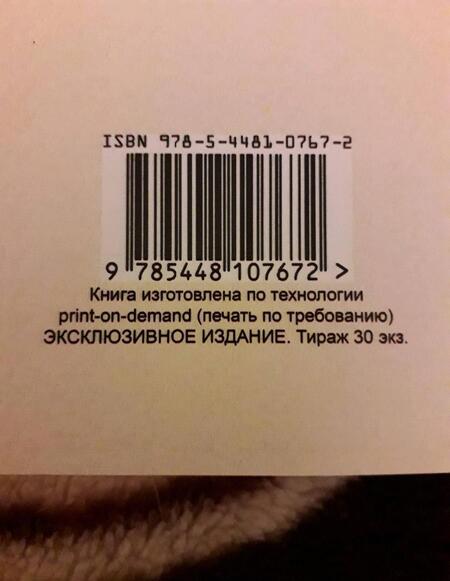 ISBN 978-5-4481-0767-2
9 785448 107672 >
Книга изготовлена по технологии
print-on-demand (печать по требованию)
ЭКСКЛЮЗИВНОЕ ИЗДАНИЕ. Тираж 30 экз.